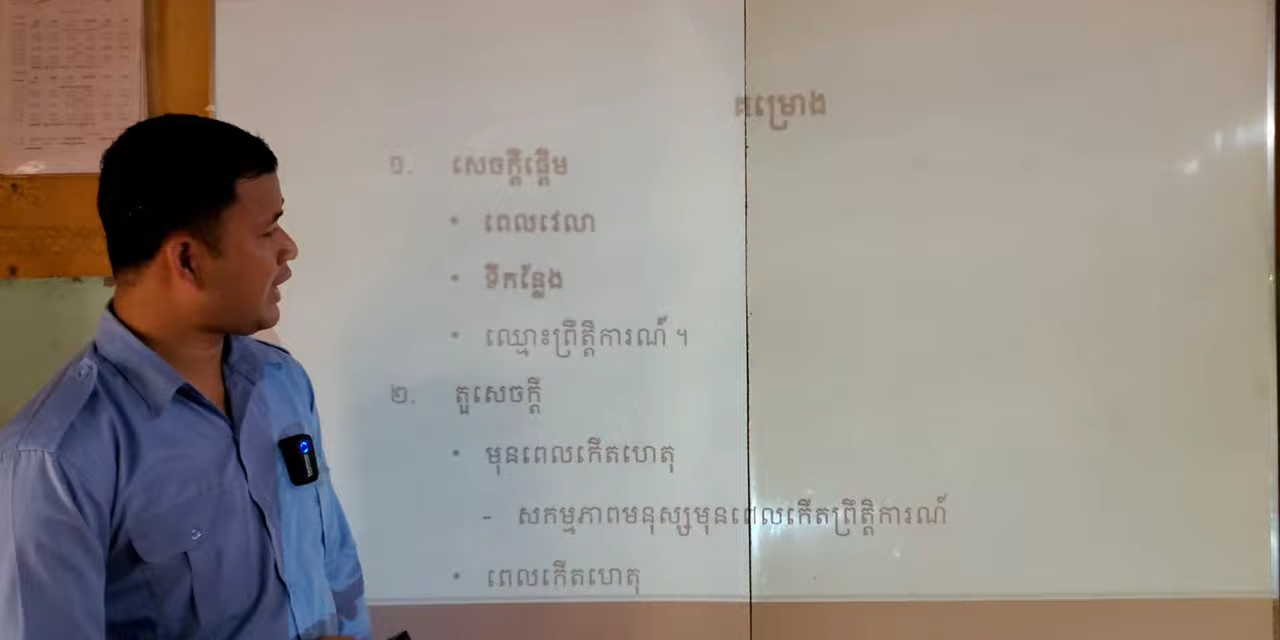 គម្រោង
១. សេចក្ដីផ្ដើម
• ពេលវេលា
• ទីកន្លែង
• ឈ្មោះព្រឹត្តិការណ៍ ។
២. តួសេចក្ដី
• មុនពេលកើតហេតុ
- សកម្មភាពមនុស្សមុនពេលកើតព្រឹត្តិការណ៍
• ពេលកើតហេតុ